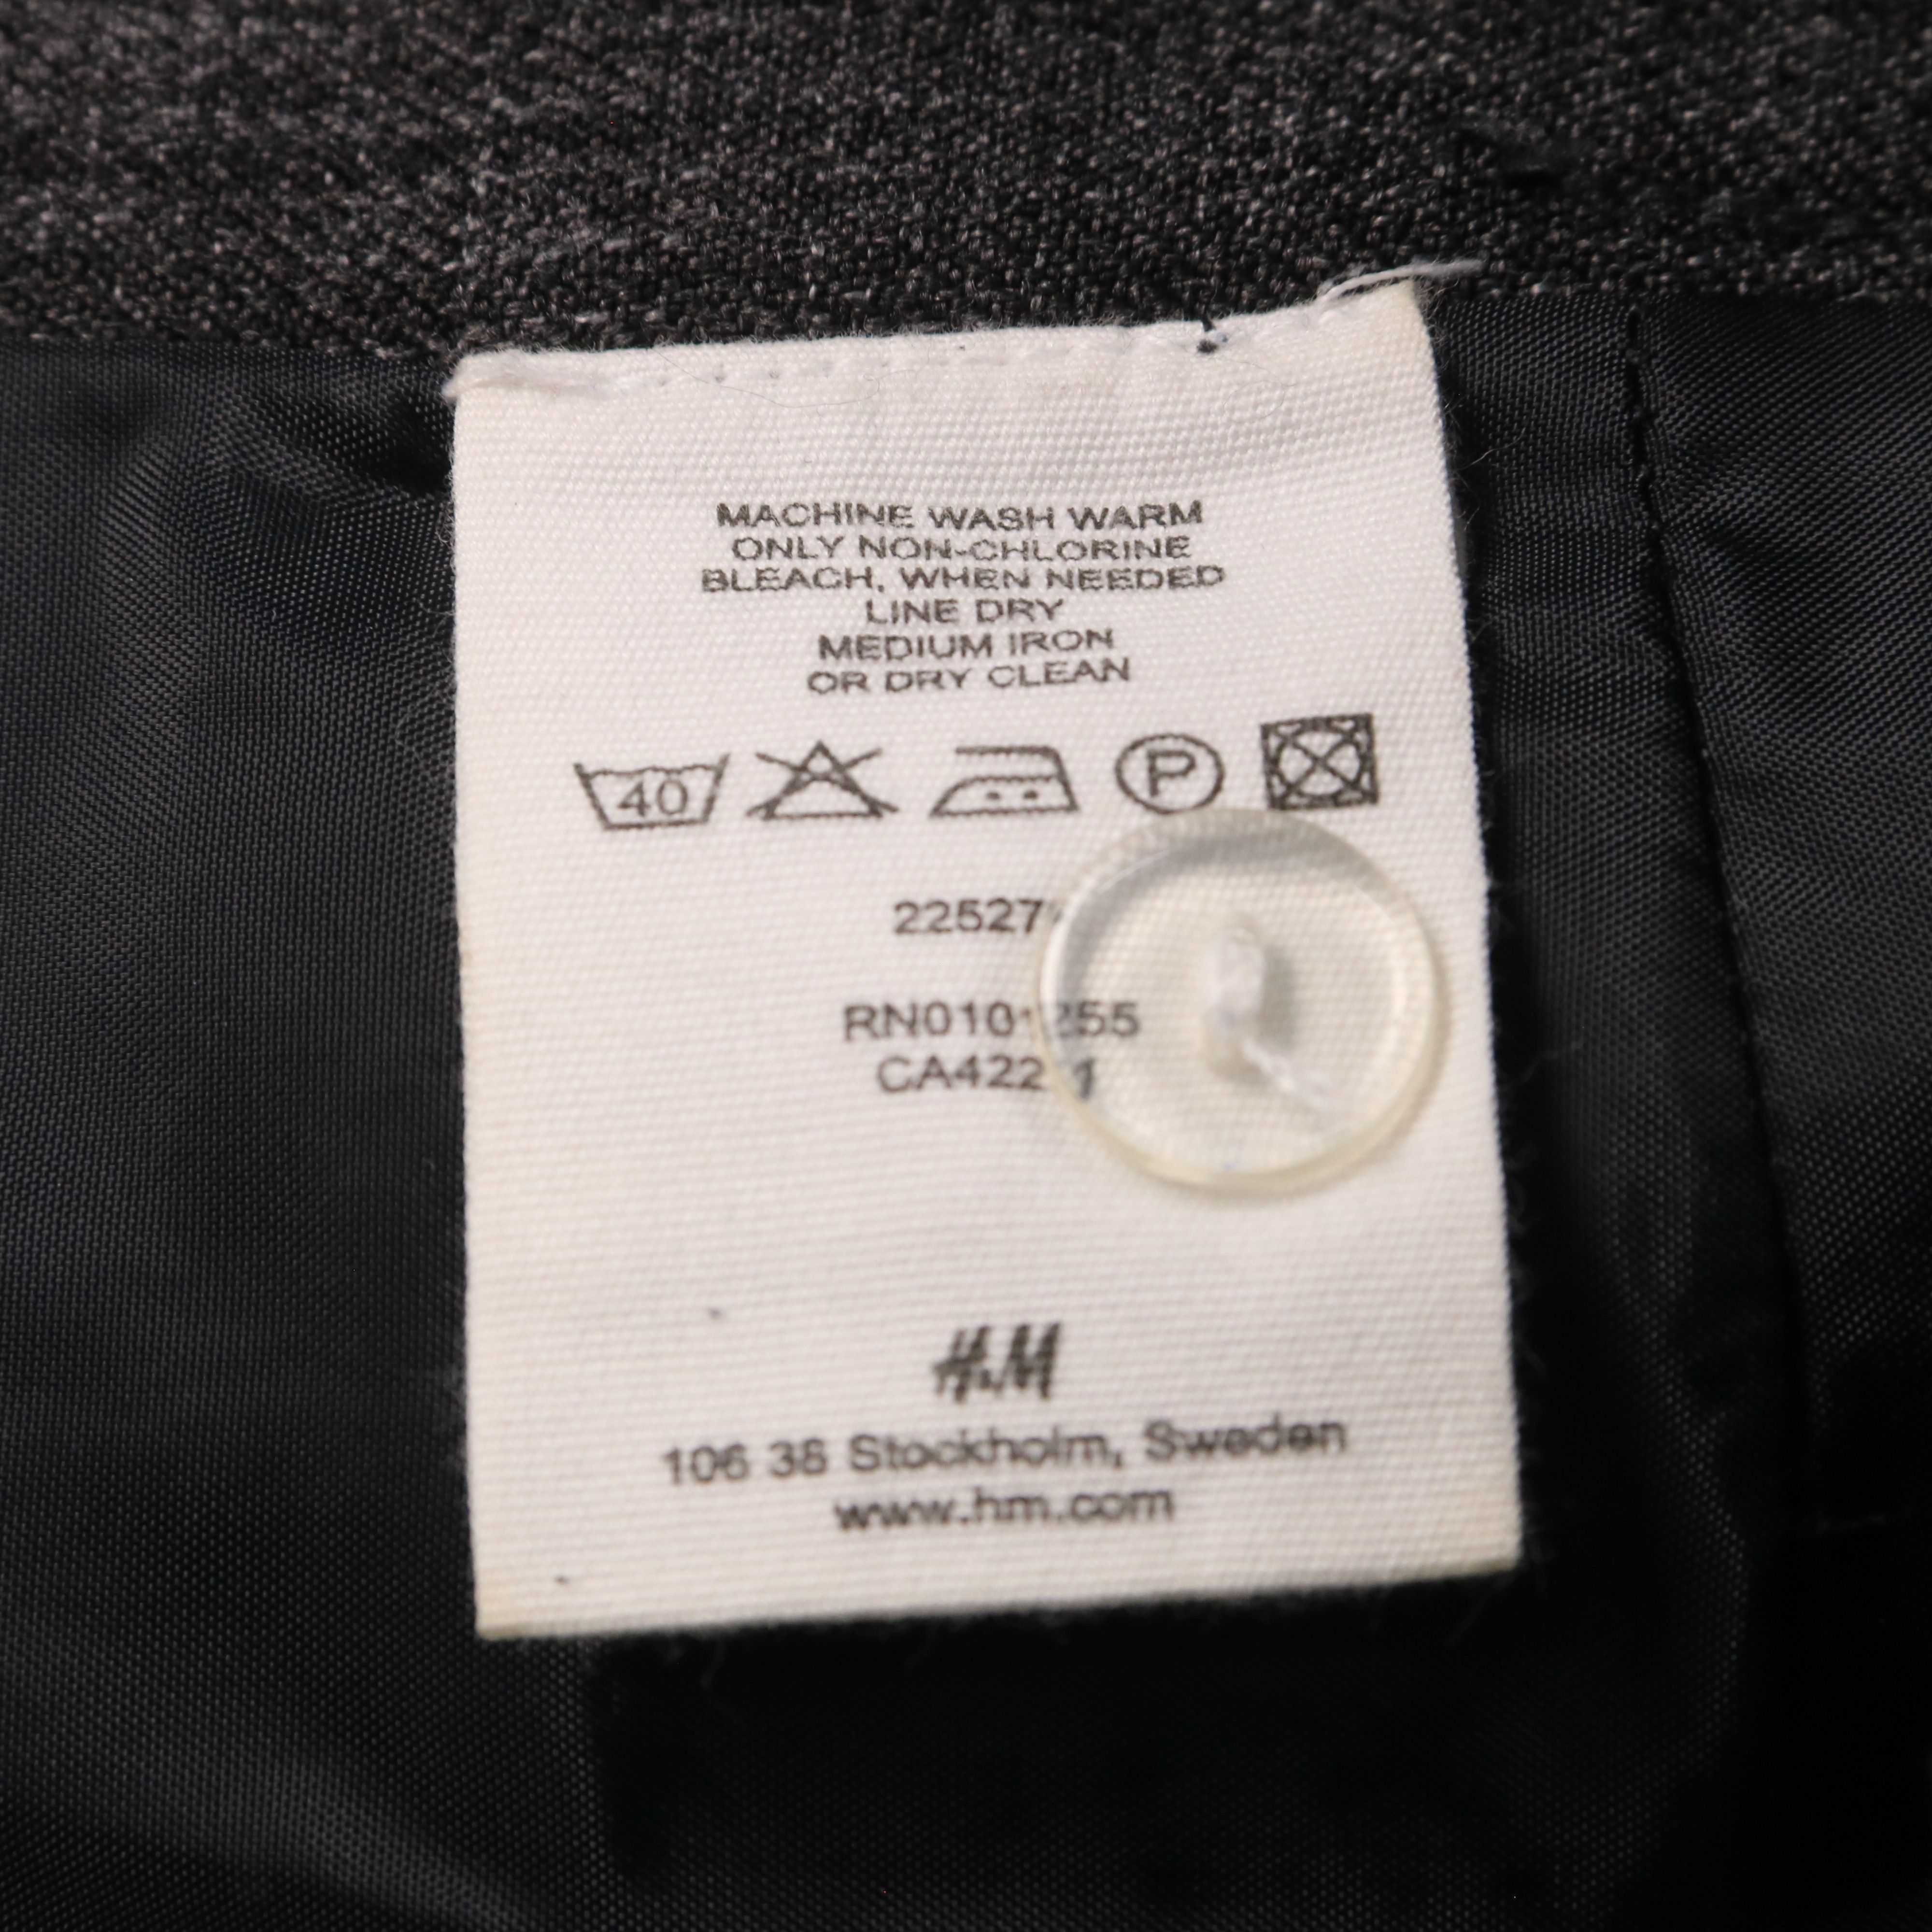 MACHINE WASH WARM
ONLY NON-CHLORINE
BLEACH, WHEN NEEDED
LINE DRY
MEDIUM IRON
OR DRY CLEAN
40 P
H&M
106 38 Stockholm, Sweden
www.hm.com